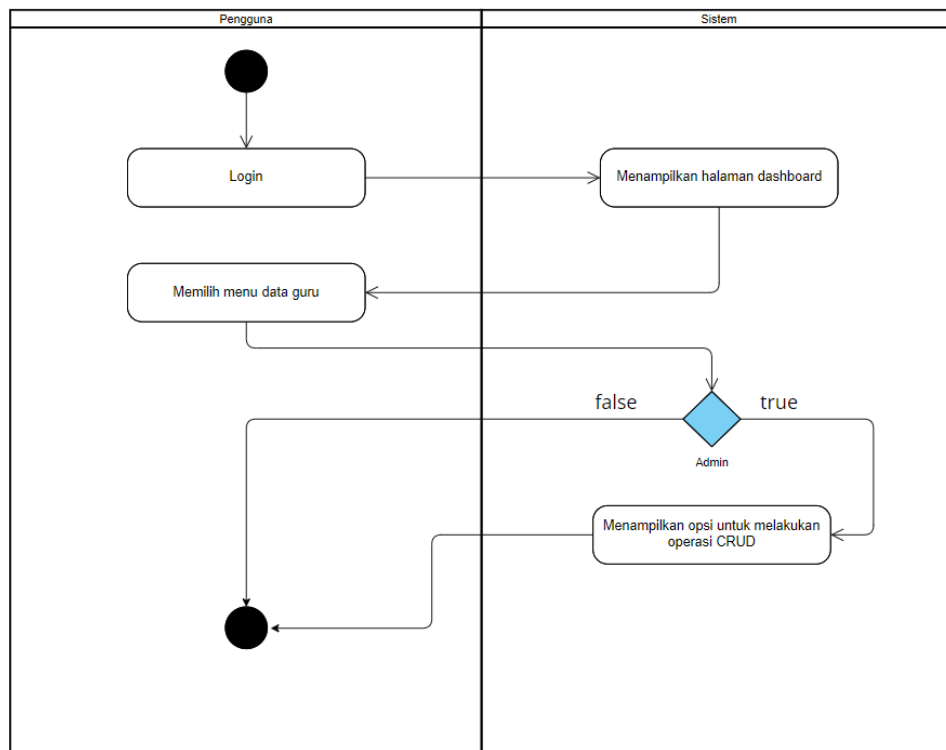 Pengguna
Sistem
Login
Menampilkan halaman dashboard
Memilih menu data guru
false
true
Admin
Menampilkan opsi untuk melakukan
operasi CRUD